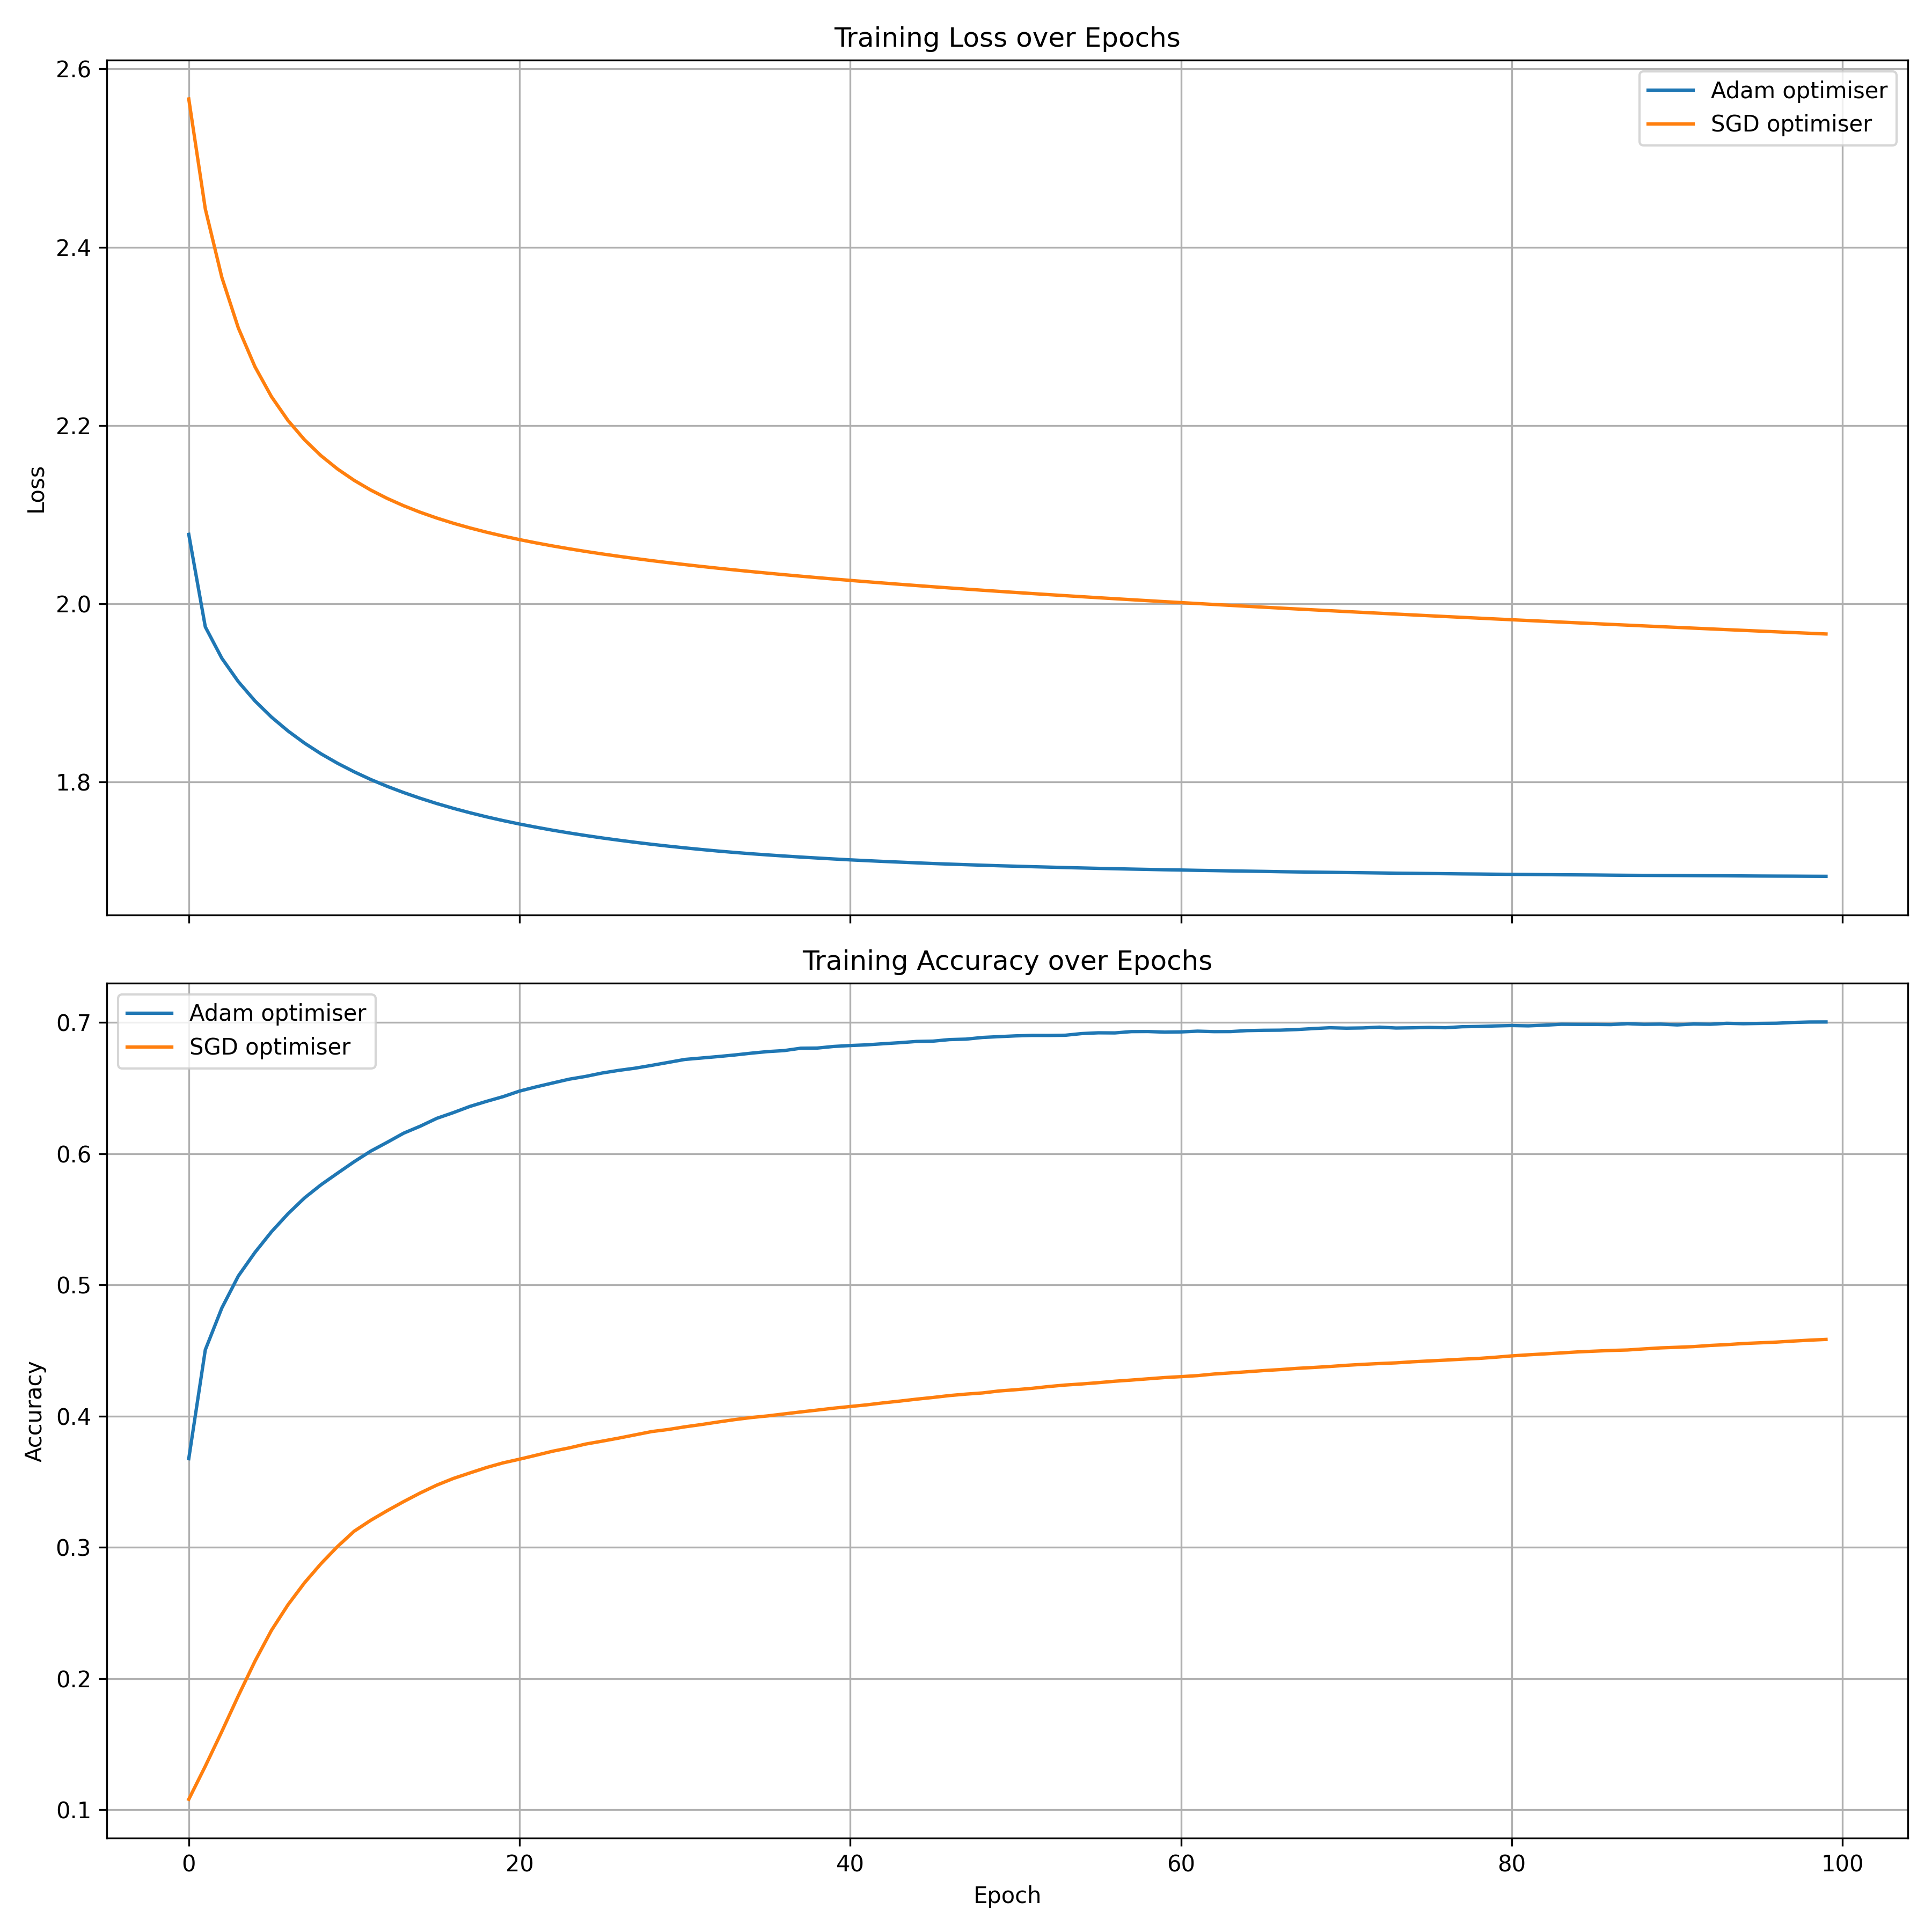 Training Loss over Epochs
2.6
2.4
2.2
2.0
1.8
Loss
Adam optimiser
SGD optimiser
Training Accuracy over Epochs
Adam optimiser
SGD optimiser
0.7
0.6
0.5
0.4
0.3
0.2
0.1
Accuracy
0 20 40 60 80 100
Epoch